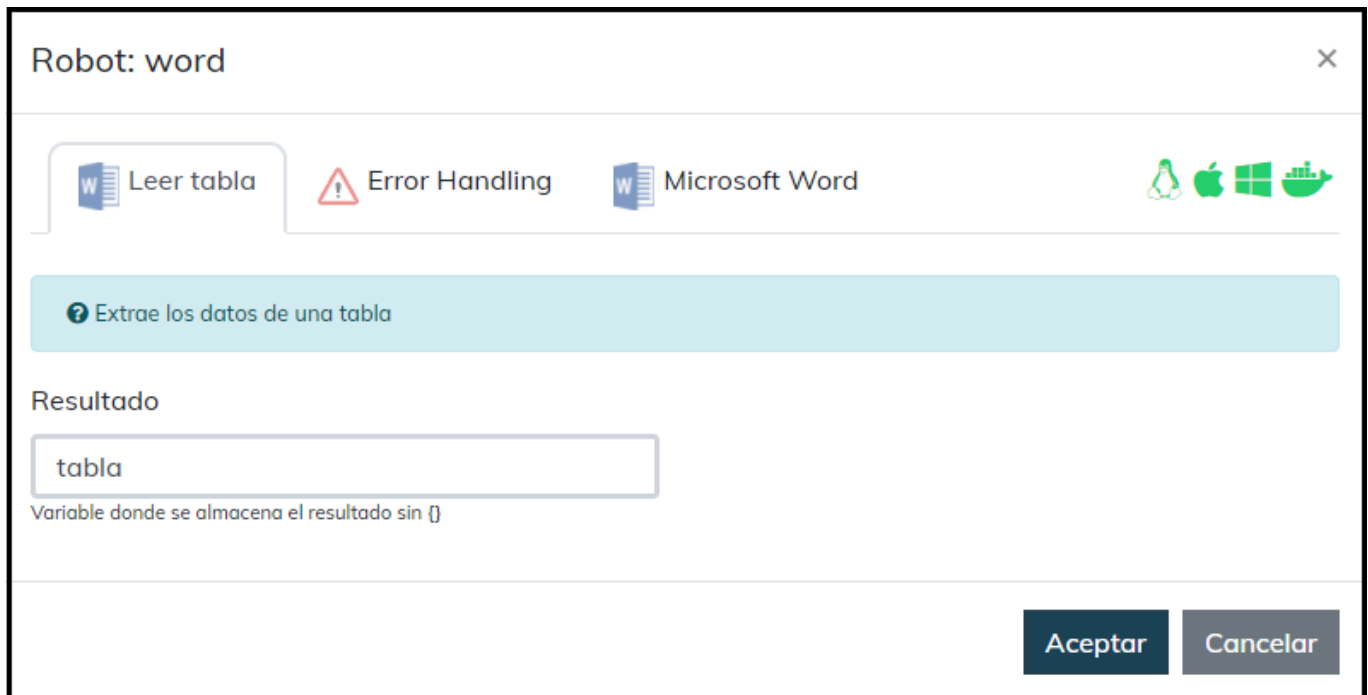 Robot: word
×
Leer tabla Error Handling Microsoft Word
Extrae los datos de una tabla
Resultado
tabla
Variable donde se almacena el resultado sin {}
Aceptar Cancelar